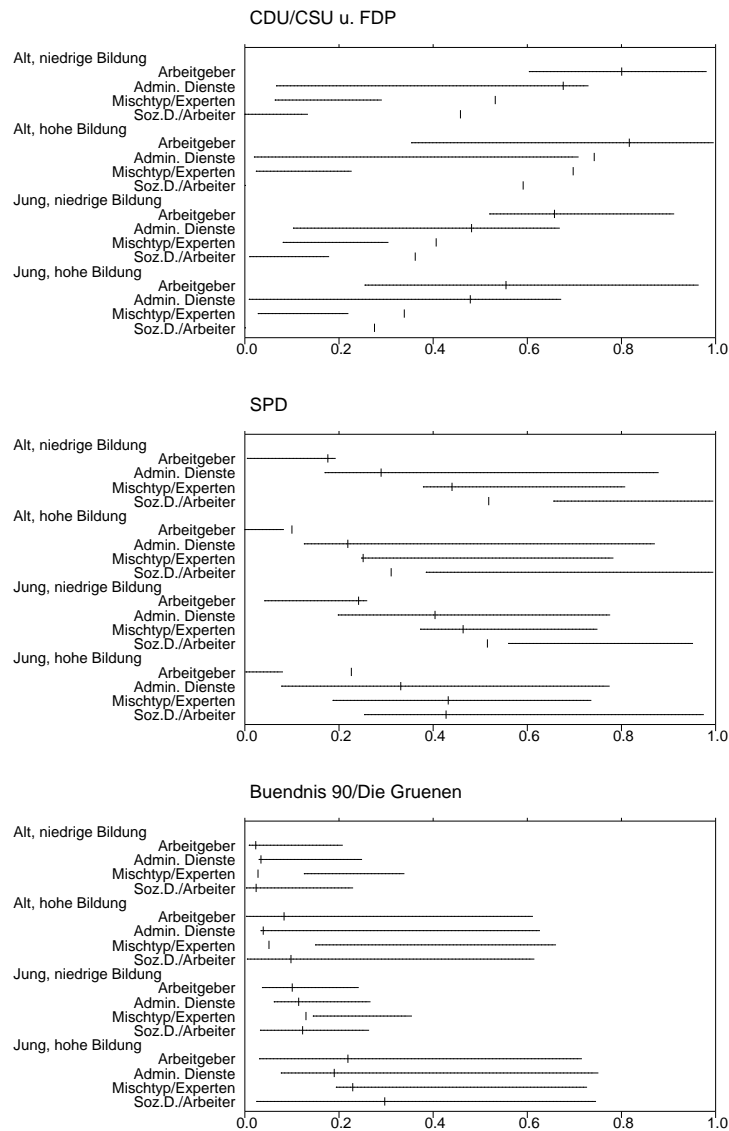 CDU/CSU u. FDP
Alt, niedrige Bildung
Arbeitgeber
Admin. Dienste
Mischtyp/Experten
Soz.D./Arbeiter
Alt, hohe Bildung
Arbeitgeber
Admin. Dienste
Mischtyp/Experten
Soz.D./Arbeiter
Jung, niedrige Bildung
Arbeitgeber
Admin. Dienste
Mischtyp/Experten
Soz.D./Arbeiter
Jung, hohe Bildung
Arbeitgeber
Admin. Dienste
Mischtyp/Experten
Soz.D./Arbeiter
0.0 0.2 0.4 0.6 0.8 1.0
SPD
Alt, niedrige Bildung
Arbeitgeber
Admin. Dienste
Mischtyp/Experten
Soz.D./Arbeiter
Alt, hohe Bildung
Arbeitgeber
Admin. Dienste
Mischtyp/Experten
Soz.D./Arbeiter
Jung, niedrige Bildung
Arbeitgeber
Admin. Dienste
Mischtyp/Experten
Soz.D./Arbeiter
Jung, hohe Bildung
Arbeitgeber
Admin. Dienste
Mischtyp/Experten
Soz.D./Arbeiter
0.0 0.2 0.4 0.6 0.8 1.0
Buendnis 90/Die Gruenen
Alt, niedrige Bildung
Arbeitgeber
Admin. Dienste
Mischtyp/Experten
Soz.D./Arbeiter
Alt, hohe Bildung
Arbeitgeber
Admin. Dienste
Mischtyp/Experten
Soz.D./Arbeiter
Jung, niedrige Bildung
Arbeitgeber
Admin. Dienste
Mischtyp/Experten
Soz.D./Arbeiter
Jung, hohe Bildung
Arbeitgeber
Admin. Dienste
Mischtyp/Experten
Soz.D./Arbeiter
0.0 0.2 0.4 0.6 0.8 1.0